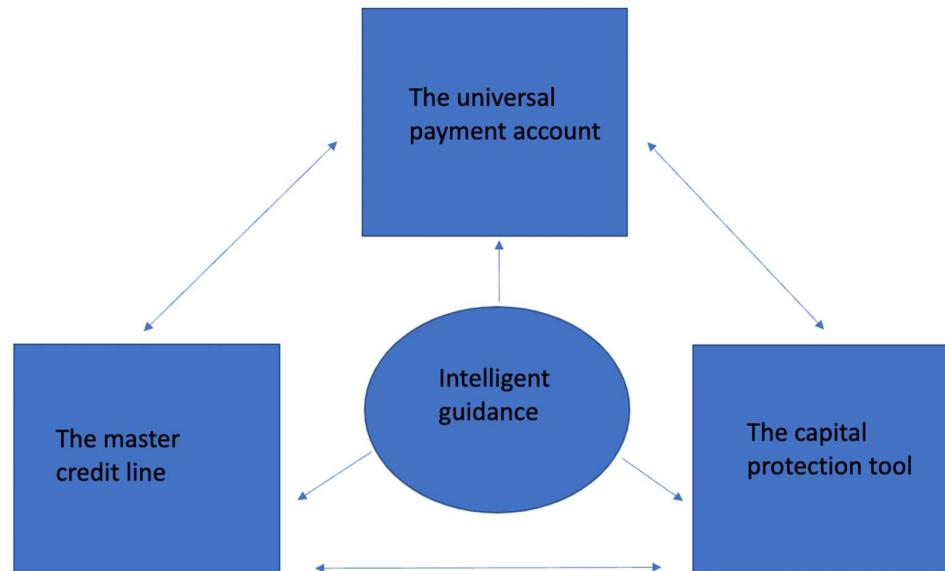 The universal
payment account
Intelligent
guidance
The master
credit line
The capital
protection tool